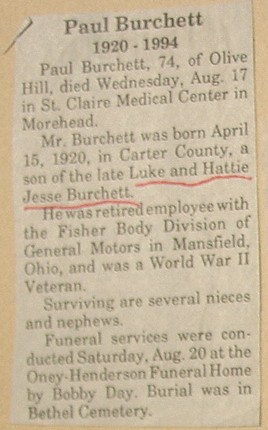 Paul Burchett
1920 - 1994
Paul Burchett, 74, of Olive
Hill, died Wednesday, Aug. 17
in St. Claire Medical Center in
Morehead.
Mr. Burchett was born April
15, 1920, in Carter County, a
son of the late Luke and Hattie
Jesse Burchett.
He was retired employee with
the Fisher Body Division of
General Motors in Mansfield,
Ohio, and was a World War II
Veteran.
Surviving are several nieces
and nephews.
Funeral services were con-
ducted Saturday, Aug. 20 at the
Oney-Henderson Funeral Home
by Bobby Day. Burial was in
Bethel Cemetery.